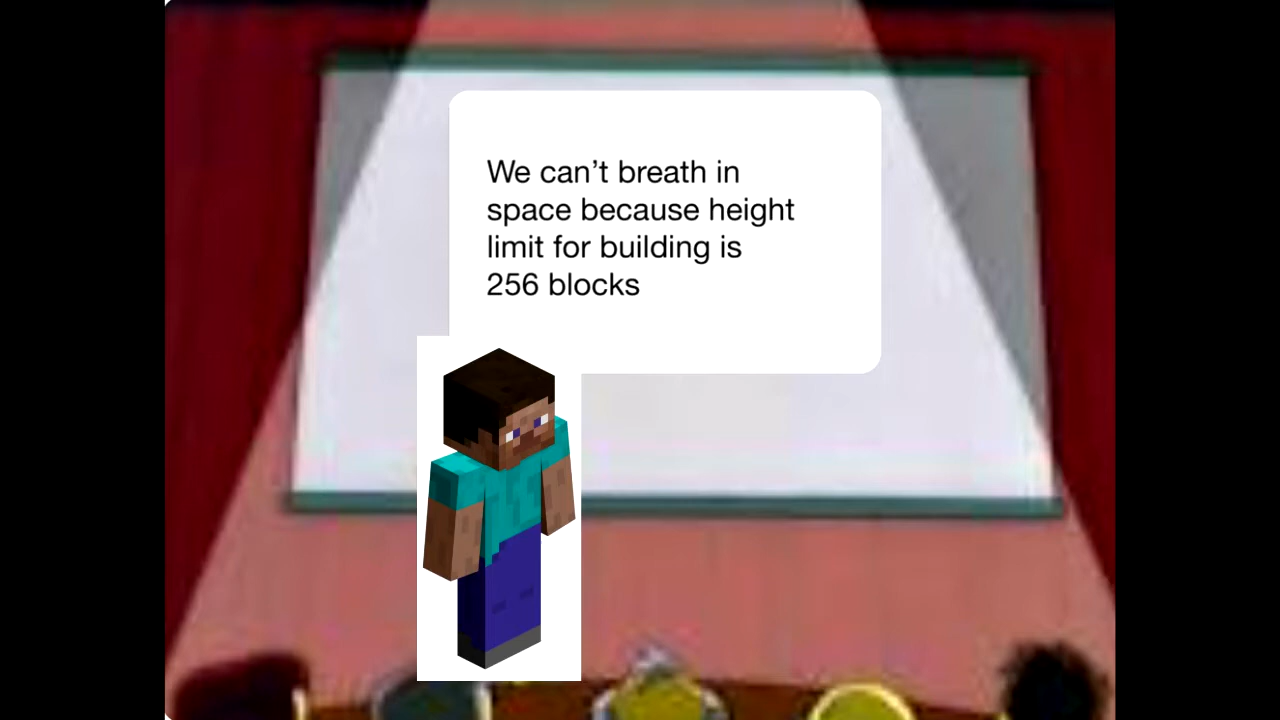 We can’t breath in
space because height
limit for building is
256 blocks